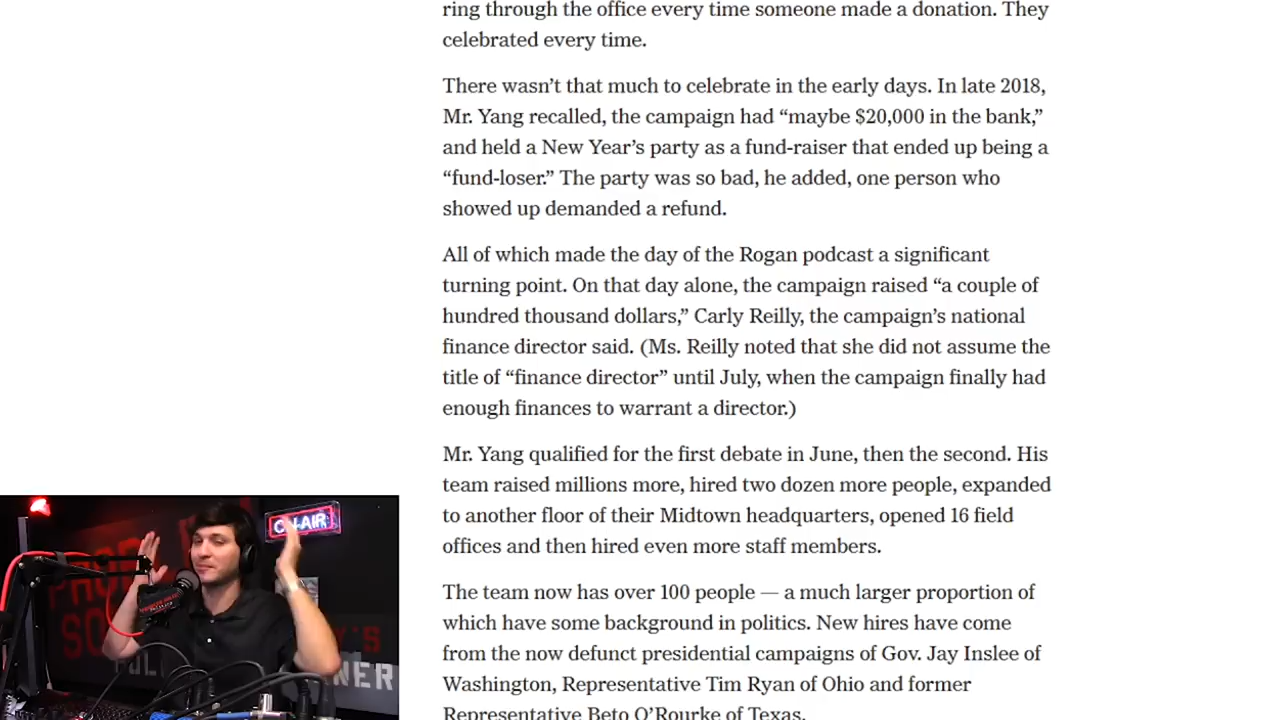 ring through the office every time someone made a donation. They
celebrated every time.
There wasn’t that much to celebrate in the early days. In late 2018,
Mr. Yang recalled, the campaign had “maybe $20,000 in the bank,”
and held a New Year’s party as a fund-raiser that ended up being a
“fund-loser.” The party was so bad, he added, one person who
showed up demanded a refund.
All of which made the day of the Rogan podcast a significant
turning point. On that day alone, the campaign raised “a couple of
hundred thousand dollars,” Carly Reilly, the campaign’s national
finance director said. (Ms. Reilly noted that she did not assume the
title of “finance director” until July, when the campaign finally had
enough finances to warrant a director.)
Mr. Yang qualified for the first debate in June, then the second. His
team raised millions more, hired two dozen more people, expanded
to another floor of their Midtown headquarters, opened 16 field
offices and then hired even more staff members.
The team now has over 100 people — a much larger proportion of
which have some background in politics. New hires have come
from the now defunct presidential campaigns of Gov. Jay Inslee of
Washington, Representative Tim Ryan of Ohio and former
Representative Beto O’Rourke of Texas.
ON-AIR